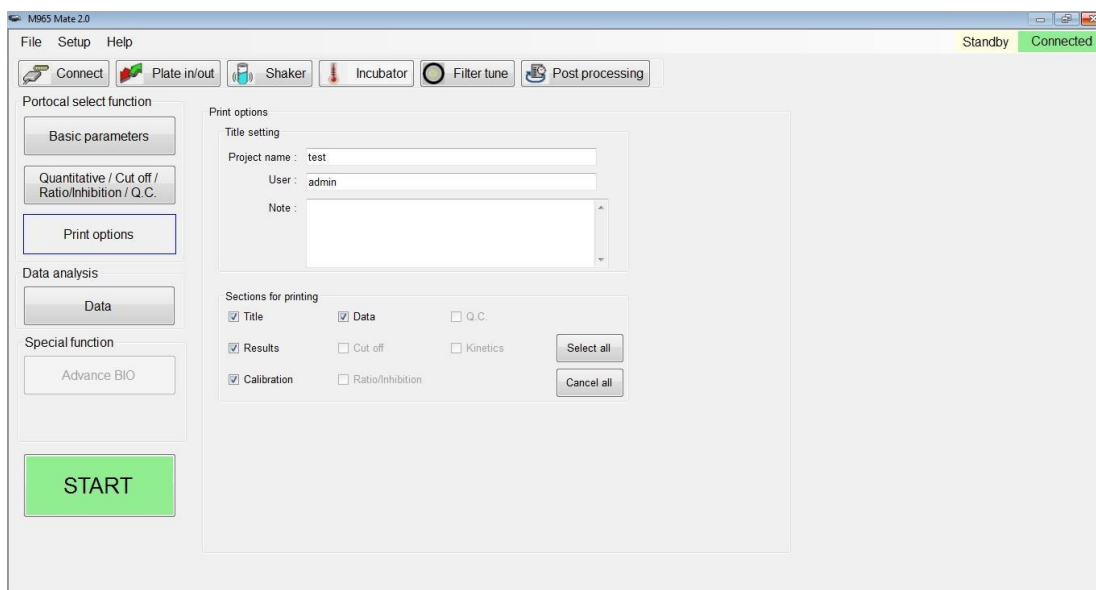 M965 Mate 2.0
File Setup Help
Standby Connected
Connect Plate in/out Shaker Incubator Filter tune Post processing
Portocal select function
Basic parameters
Quantitative / Cut off /
Ratio/Inhibition / Q.C.
Print options
Data analysis
Data
Special function
Advance BIO
START
Print options
Title setting
Project name : test
User : admin
Note :
Sections for printing
Title Data Q.C.
Results Cut off Kinetics Select all
Calibration Ratio/Inhibition Cancel all